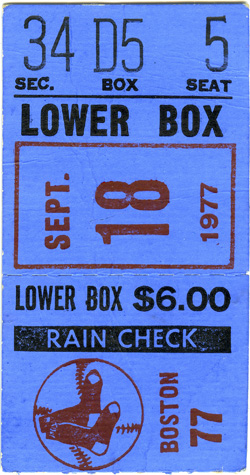 34 D5 5
SEC. BOX SEAT
LOWER BOX
SEPT. 18 1977
LOWER BOX $6.00
RAIN CHECK
BOSTON 77